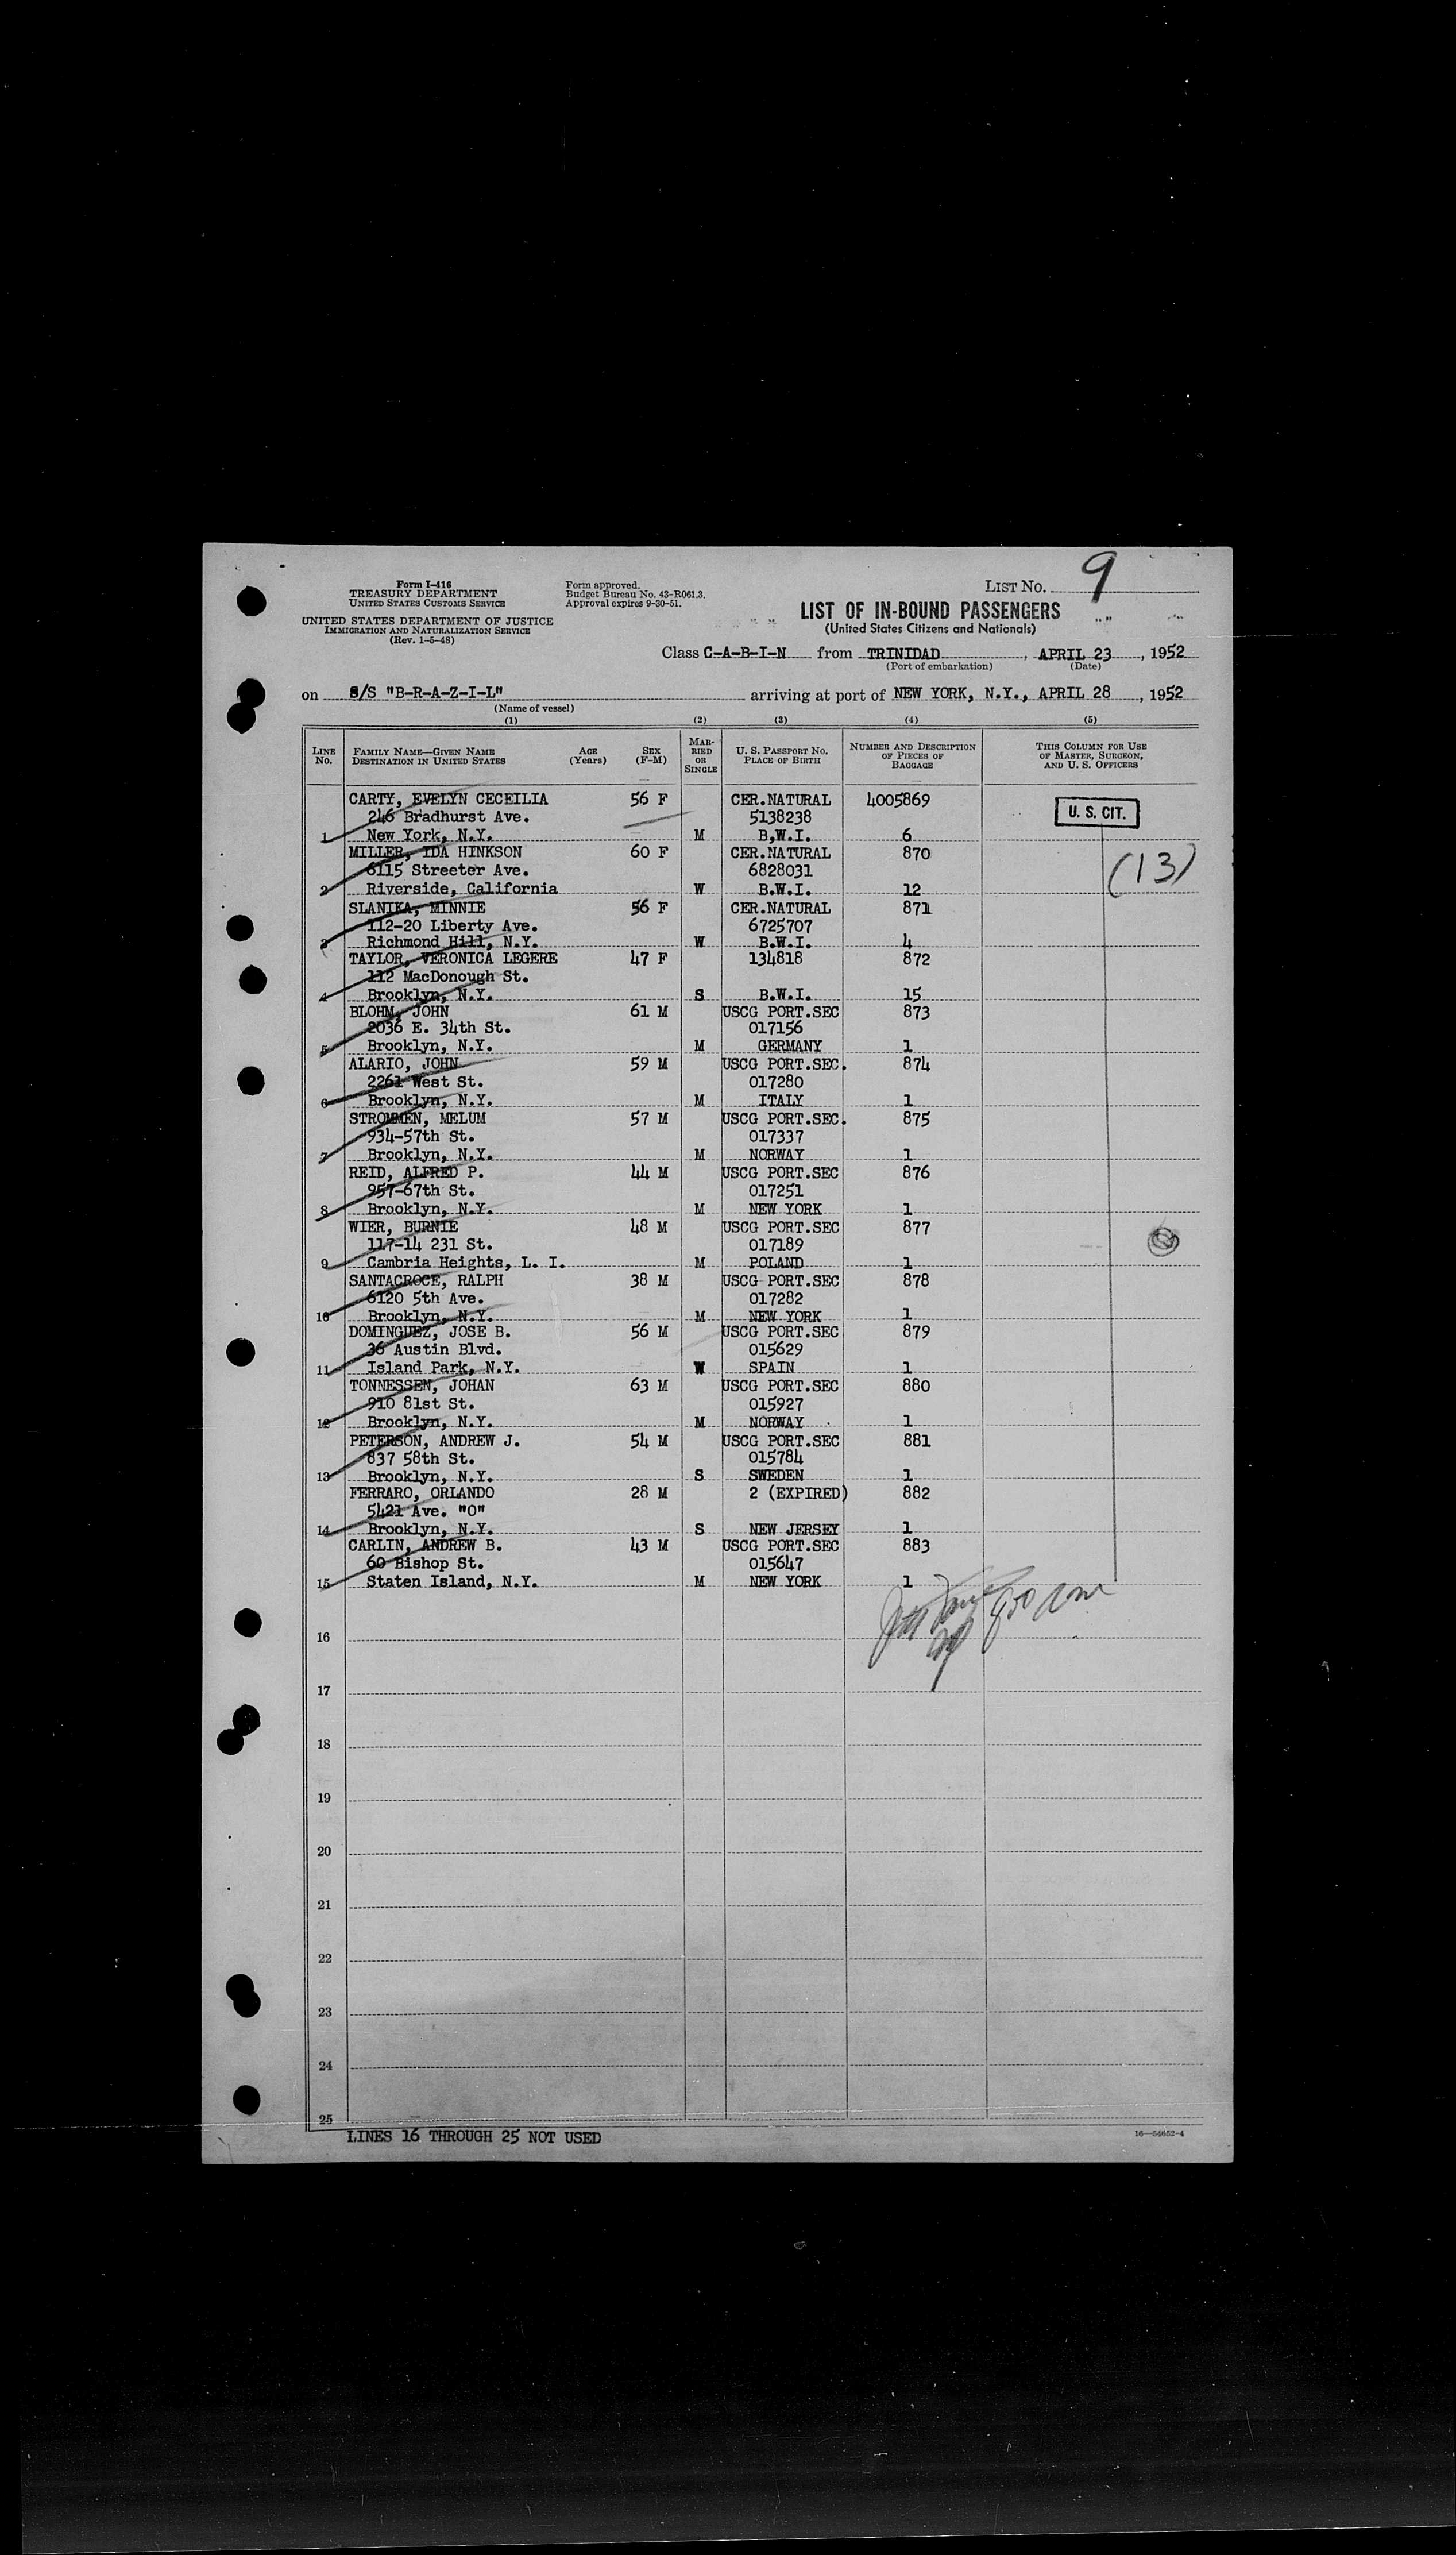 Form I-416
TREASURY DEPARTMENT
UNITED STATES CUSTOMS SERVICE
UNITED STATES DEPARTMENT OF JUSTICE
IMMIGRATION AND NATURALIZATION SERVICE
(Rev. 1-5-48)
Form approved.
Budget Bureau No. 43-R061.3.
Approval expires 9-30-51.
LIST NO. 9
LIST OF IN-BOUND PASSENGERS
(United States Citizens and Nationals)
Class C-A-B-I-N from TRINIDAD, APRIL 23, 1952
(Port of embarkation) (Date)
on S/S "B-R-A-Z-I-L" arriving at port of NEW YORK, N.Y., APRIL 28, 1952
(Name of vessel)
(1) (2) (3) (4) (5)
LINE NO. FAMILY NAME—GIVEN NAME DESTINATION IN UNITED STATES AGE (Years) SEX (F-M) MARRIED OR SINGLE U. S. PASSPORT NO. PLACE OF BIRTH NUMBER AND DESCRIPTION OF PIECES OF BAGGAGE THIS COLUMN FOR USE OF MASTER, SURGEON, AND U. S. OFFICERS
CARTY, EVELYN CECEILIA 56 F CER.NATURAL 4005869
246 Bradhurst Ave. 5138238 U. S. CIT.
1 New York, N.Y. M B.W.I. 6
MILLER, IDA HINKSON 60 F CER.NATURAL 870
6115 Streeter Ave. 6828031 (13)
2 Riverside, California W B.W.I. 12
SLANIKA, MINNIE 56 F CER.NATURAL 871
112-20 Liberty Ave. 6725707
3 Richmond Hill, N.Y. W B.W.I. 4
TAYLOR, VERONICA LEGERE 47 F 134818 872
112 MacDonough St.
4 Brooklyn, N.Y. S B.W.I. 15
BLOHM, JOHN 61 M USCG PORT.SEC 873
2036 E. 34th St. 017156
5 Brooklyn, N.Y. M GERMANY 1
ALARIO, JOHN 59 M USCG PORT.SEC. 874
2261 West St. 017280
6 Brooklyn, N.Y. M ITALY 1
STROMMEN, MELUM 57 M USCG PORT.SEC. 875
934-57th St. 017337
7 Brooklyn, N.Y. M NORWAY 1
REID, ALFRED P. 44 M USCG PORT.SEC 876
957-67th St. 017251
8 Brooklyn, N.Y. M NEW YORK 1
WIER, BURNIE 48 M USCG PORT.SEC 877
117-14 231 St. 017189
9 Cambria Heights, L. I. M POLAND 1
SANTACROCE, RALPH 38 M USCG PORT.SEC 878
6120 5th Ave. 017282
10 Brooklyn, N.Y. M NEW YORK 1
DOMINGUEZ, JOSE B. 56 M USCG PORT.SEC 879
36 Austin Blvd. 015629
11 Island Park, N.Y. W SPAIN 1
TONNESSEN, JOHAN 63 M USCG PORT.SEC 880
910 81st St. 015927
12 Brooklyn, N.Y. M NORWAY 1
PETERSON, ANDREW J. 54 M USCG PORT.SEC 881
837 58th St. 015784
13 Brooklyn, N.Y. S SWEDEN 1
FERRARO, ORLANDO 28 M 2 (EXPIRED) 882
5421 Ave. "O"
14 Brooklyn, N.Y. S NEW JERSEY 1
CARLIN, ANDREW B. 43 M USCG PORT.SEC 883
60 Bishop St. 015647
15 Staten Island, N.Y. M NEW YORK 1
16
17
18
19
20
21
22
23
24
25
LINES 16 THROUGH 25 NOT USED
16—54652-4